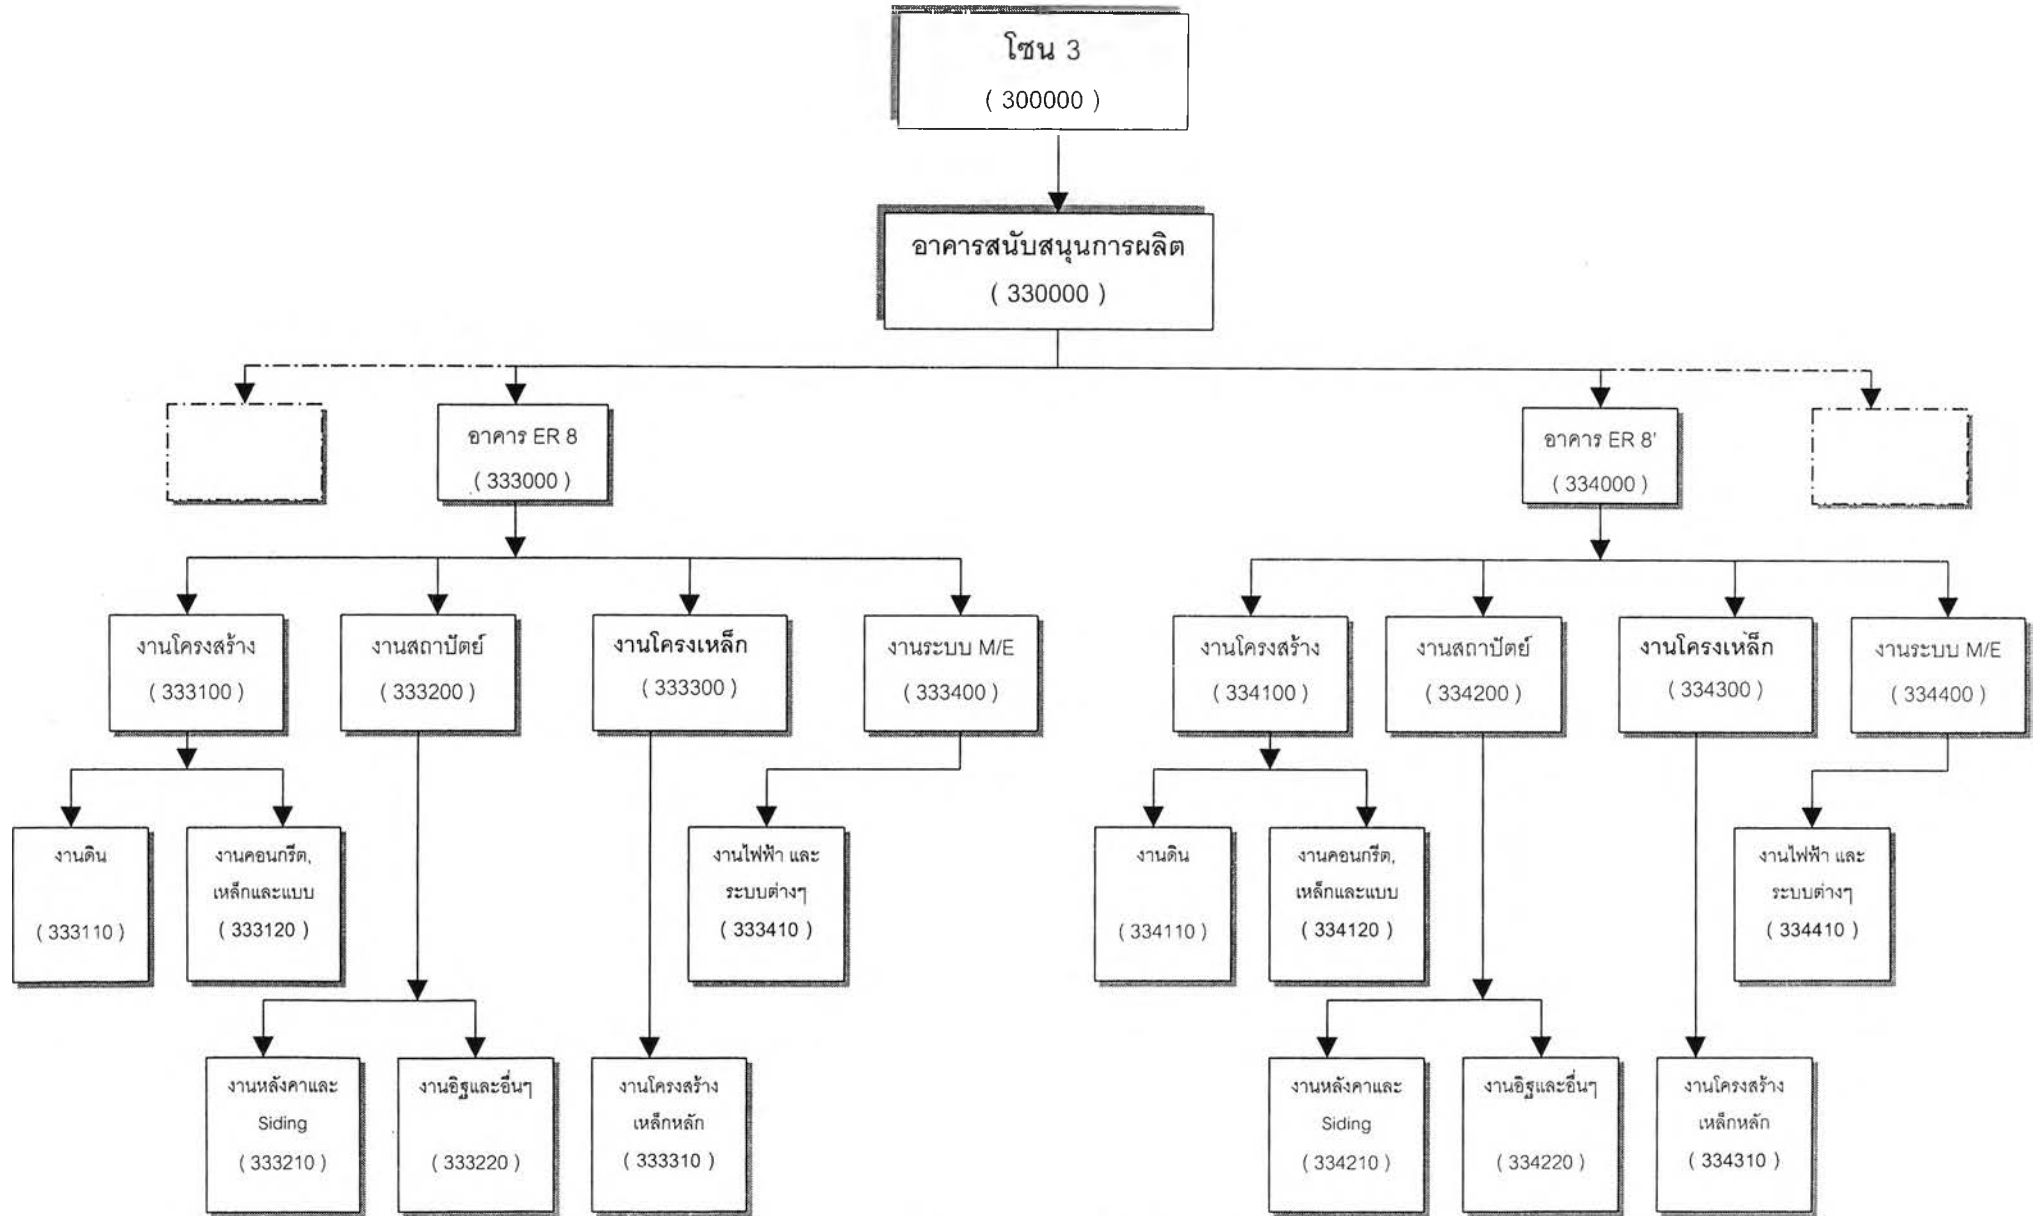 โซน 3
( 300000 )
อาคารสนับสนุนการผลิต
( 330000 )
อาคาร ER 8
( 333000 )
อาคาร ER 8'
( 334000 )
งานโครงสร้าง
( 333100 )
งานสถาปัตย์
( 333200 )
งานโครงเหล็ก
( 333300 )
งานระบบ M/E
( 333400 )
งานโครงสร้าง
( 334100 )
งานสถาปัตย์
( 334200 )
งานโครงเหล็ก
( 334300 )
งานระบบ M/E
( 334400 )
งานดิน
( 333110 )
งานคอนกรีต,
เหล็กและแบบ
( 333120 )
งานไฟฟ้า และ
ระบบต่างๆ
( 333410 )
งานดิน
( 334110 )
งานคอนกรีต,
เหล็กและแบบ
( 334120 )
งานไฟฟ้า และ
ระบบต่างๆ
( 334410 )
งานหลังคาและ
Siding
( 333210 )
งานอิฐและอื่นๆ
( 333220 )
งานโครงสร้าง
เหล็กหลัก
( 333310 )
งานหลังคาและ
Siding
( 334210 )
งานอิฐและอื่นๆ
( 334220 )
งานโครงสร้าง
เหล็กหลัก
( 334310 )